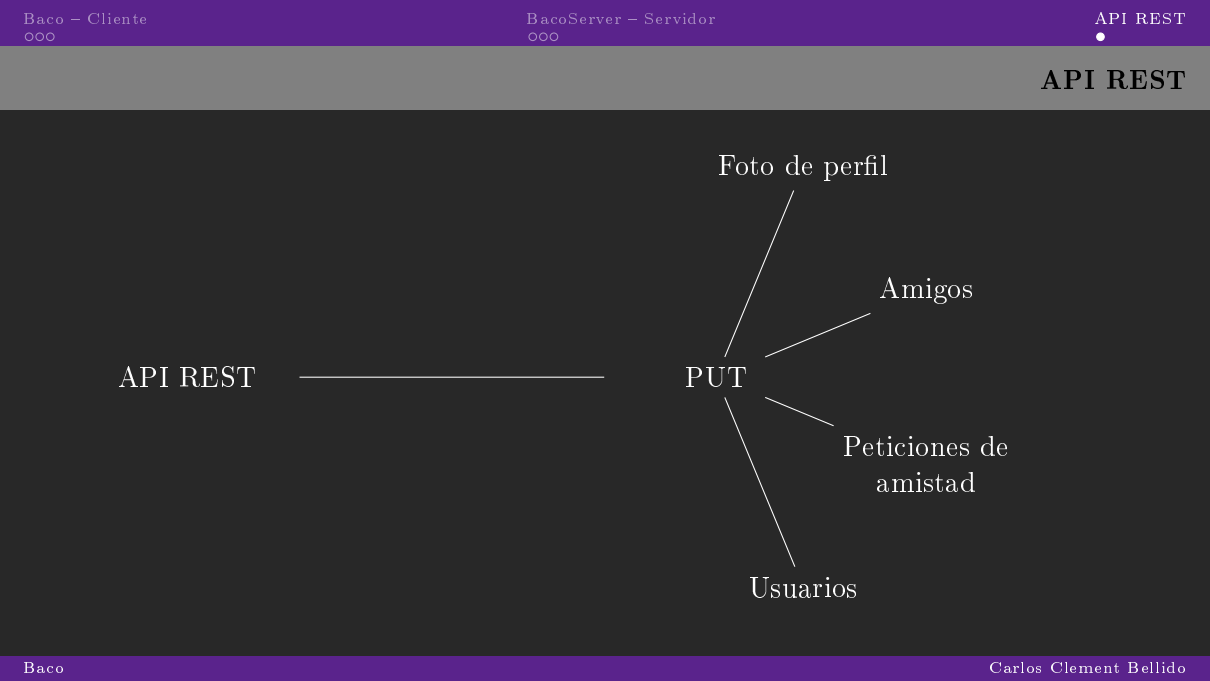 Baco – Cliente
BacoServer – Servidor
API REST
API REST
Foto de perfil
Amigos
API REST
PUT
Peticiones de
amistad
Usuarios
Baco
Carlos Clement Bellido